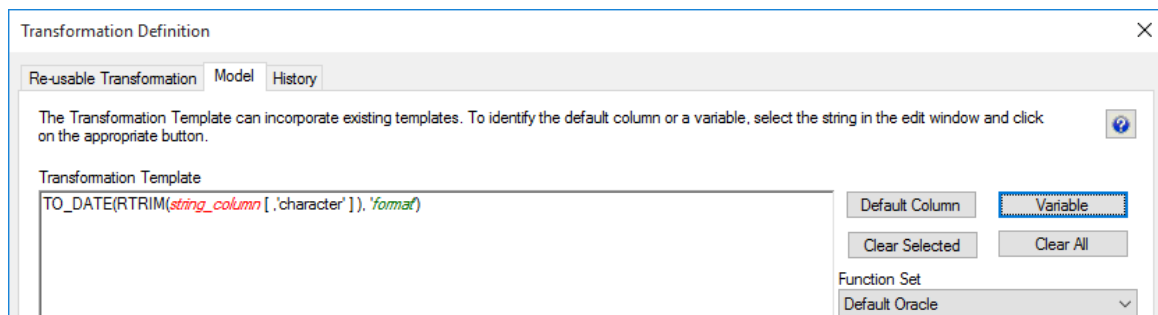 Transformation Definition
Re-usable Transformation Model History
The Transformation Template can incorporate existing templates. To identify the default column or a variable, select the string in the edit window and click
on the appropriate button.
Transformation Template
TO_DATE(RTRIM(string_column [ ,'character' ] ), 'format')
Default Column Variable
Clear Selected Clear All
Function Set
Default Oracle